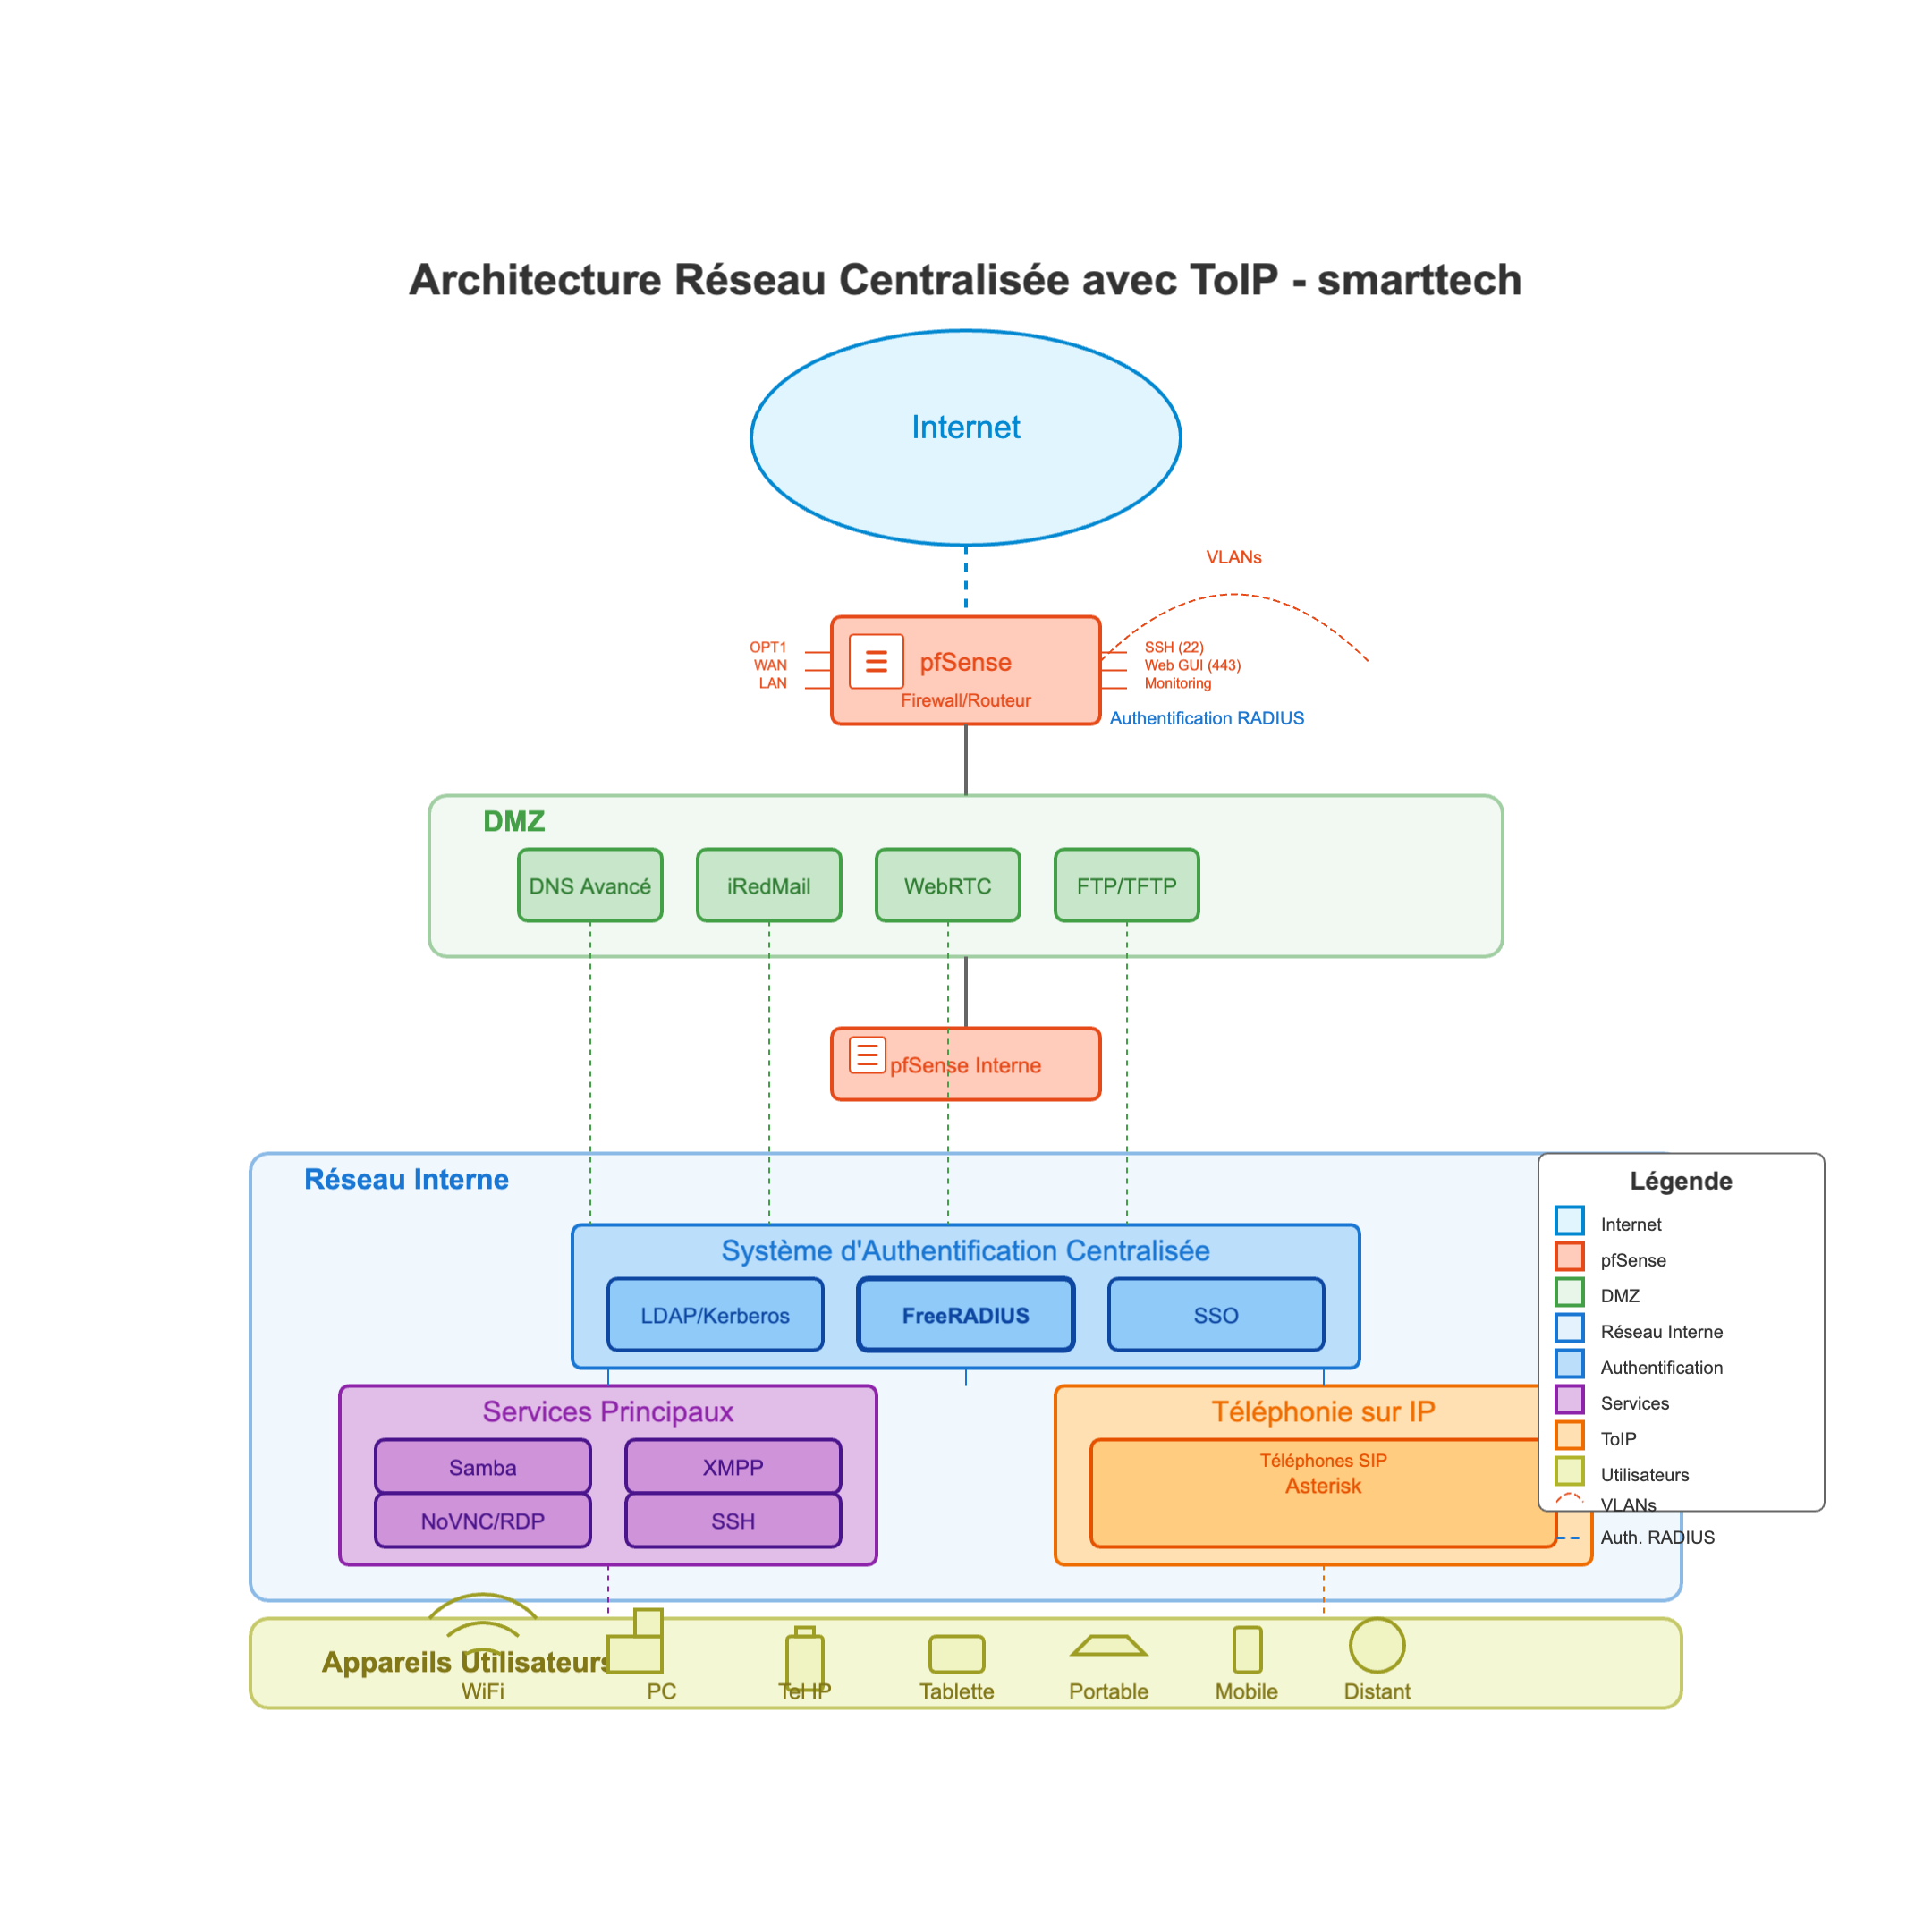 Architecture Réseau Centralisée avec ToIP - smarttech
Internet
VLANs
OPT1
WAN
LAN
pfSense
Firewall/Routeur
SSH (22)
Web GUI (443)
Monitoring
Authentification RADIUS
DMZ
DNS Avancé
iRedMail
WebRTC
FTP/TFTP
pfSense Interne
Réseau Interne
Système d'Authentification Centralisée
LDAP/Kerberos
FreeRADIUS
SSO
Services Principaux
Samba
XMPP
NoVNC/RDP
SSH
Téléphonie sur IP
Téléphones SIP
Asterisk
Légende
Internet
pfSense
DMZ
Réseau Interne
Authentification
Services
ToIP
Utilisateurs
VLANs
Auth. RADIUS
Appareils Utilisateurs
WiFi
PC
Tel IP
Tablette
Portable
Mobile
Distant